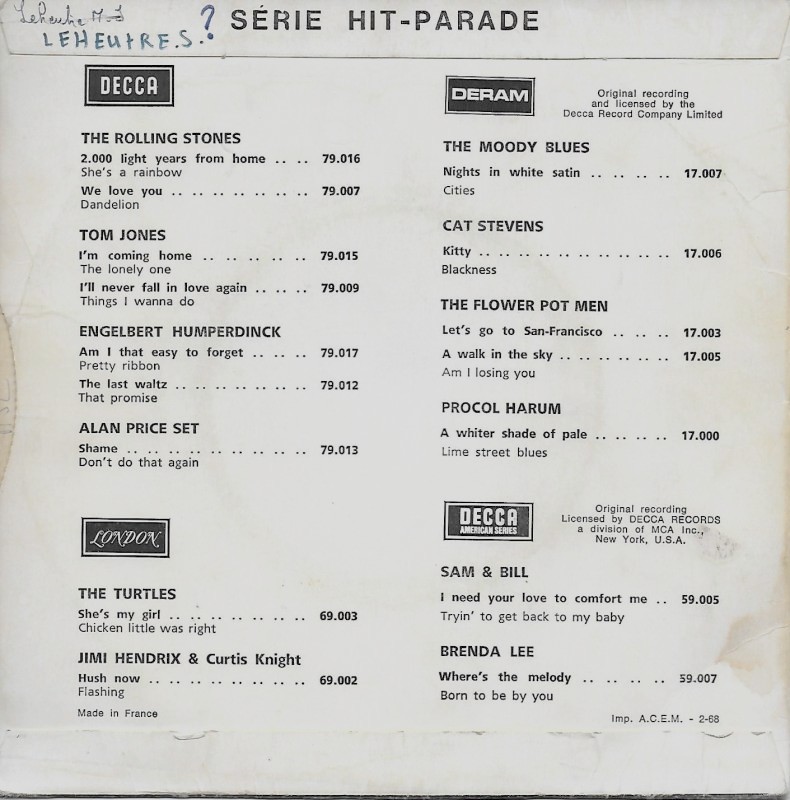 Leheutre M-J
LEHEUTRE.S.?
SÉRIE HIT-PARADE
DECCA
THE ROLLING STONES
2.000 light years from home .. .. 79.016
She's a rainbow
We love you .. .. .. .. .. .. .. 79.007
Dandelion
TOM JONES
I'm coming home .. .. .. .. .. 79.015
The lonely one
I'll never fall in love again .. .. .. 79.009
Things I wanna do
ENGELBERT HUMPERDINCK
Am I that easy to forget .. .. .. 79.017
Pretty ribbon
The last waltz .. .. .. .. .. .. .. 79.012
That promise
ALAN PRICE SET
Shame .. .. .. .. .. .. .. .. .. 79.013
Don't do that again
LONDON
THE TURTLES
She's my girl .. .. .. .. .. .. .. 69.003
Chicken little was right
JIMI HENDRIX & Curtis Knight
Hush now .. .. .. .. .. .. .. .. 69.002
Flashing
Made in France
DERAM
Original recording
and licensed by the
Decca Record Company Limited
THE MOODY BLUES
Nights in white satin .. .. .. .. 17.007
Cities
CAT STEVENS
Kitty .. .. .. .. .. .. .. .. .. .. 17.006
Blackness
THE FLOWER POT MEN
Let's go to San-Francisco .. .. .. 17.003
A walk in the sky .. .. .. .. .. .. 17.005
Am I losing you
PROCOL HARUM
A whiter shade of pale .. .. .. .. 17.000
Lime street blues
DECCA
AMERICAN SERIES
Original recording
Licensed by DECCA RECORDS
a division of MCA Inc.,
New York, U.S.A.
SAM & BILL
I need your love to comfort me .. 59.005
Tryin' to get back to my baby
BRENDA LEE
Where's the melody .. .. .. .. .. 59.007
Born to be by you
Imp. A.C.E.M. - 2-68